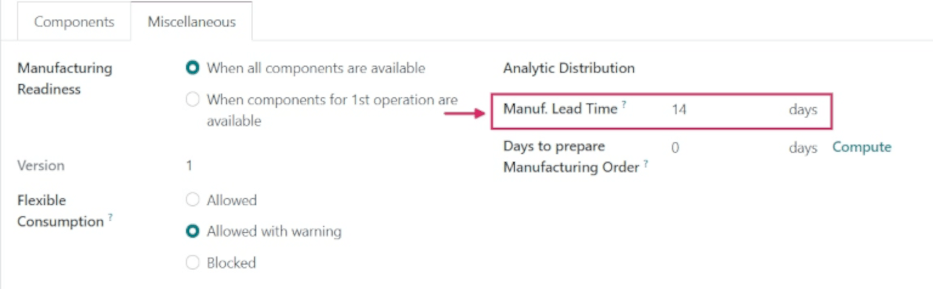 Components
Miscellaneous
Manufacturing
Readiness
When all components are available
When components for 1st operation are
available
Version
1
Flexible
Consumption ?
Allowed
Allowed with warning
Blocked
Analytic Distribution
Manuf. Lead Time ? 14 days
Days to prepare
Manufacturing Order ?
0 days Compute